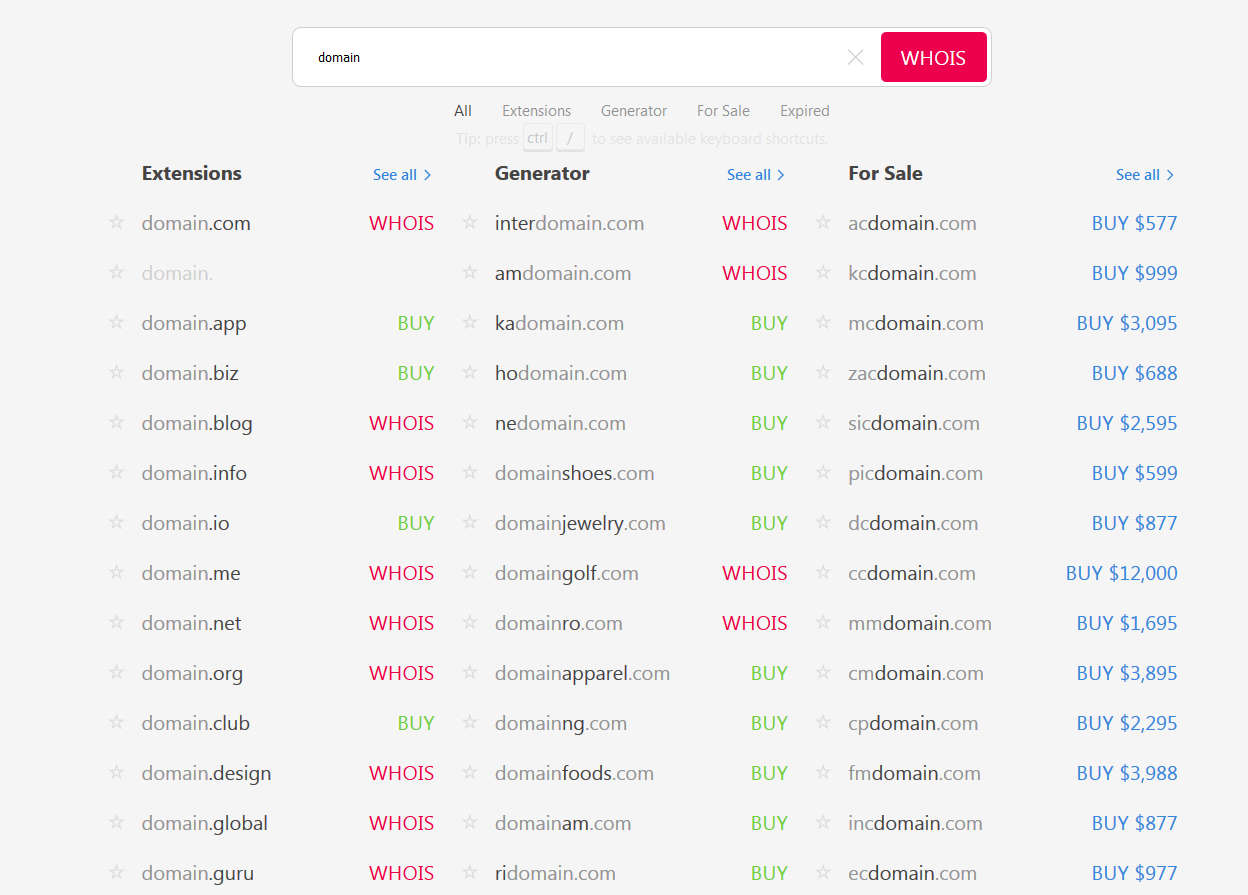 domain WHOIS
All Extensions Generator For Sale Expired
Tip: press ctrl / to see available keyboard shortcuts.
Extensions See all >
domain.com WHOIS
domain.
domain.app BUY
domain.biz BUY
domain.blog WHOIS
domain.info WHOIS
domain.io BUY
domain.me WHOIS
domain.net WHOIS
domain.org WHOIS
domain.club BUY
domain.design WHOIS
domain.global WHOIS
domain.guru WHOIS
Generator See all >
interdomain.com WHOIS
amdomain.com WHOIS
kadomain.com BUY
hodomain.com BUY
nedomain.com BUY
domainshoes.com BUY
domainjewelry.com BUY
domaingolf.com WHOIS
domainro.com WHOIS
domainapparel.com BUY
domainng.com BUY
domainfoods.com BUY
domainam.com BUY
ridomain.com BUY
For Sale See all >
acdomain.com BUY $577
kcdomain.com BUY $999
mcdomain.com BUY $3,095
zacdomain.com BUY $688
sicdomain.com BUY $2,595
picdomain.com BUY $599
dcdomain.com BUY $877
ccdomain.com BUY $12,000
mmdomain.com BUY $1,695
cmdomain.com BUY $3,895
cpdomain.com BUY $2,295
fmdomain.com BUY $3,988
incdomain.com BUY $877
ecdomain.com BUY $977